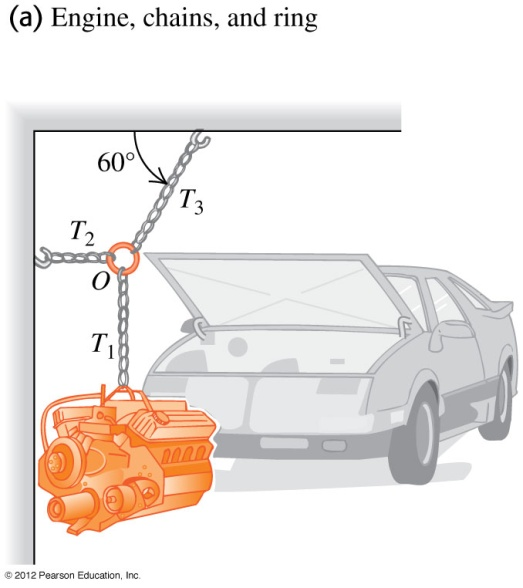 (a) Engine, chains, and ring
60°
T3
T2
O
T1
© 2012 Pearson Education, Inc.